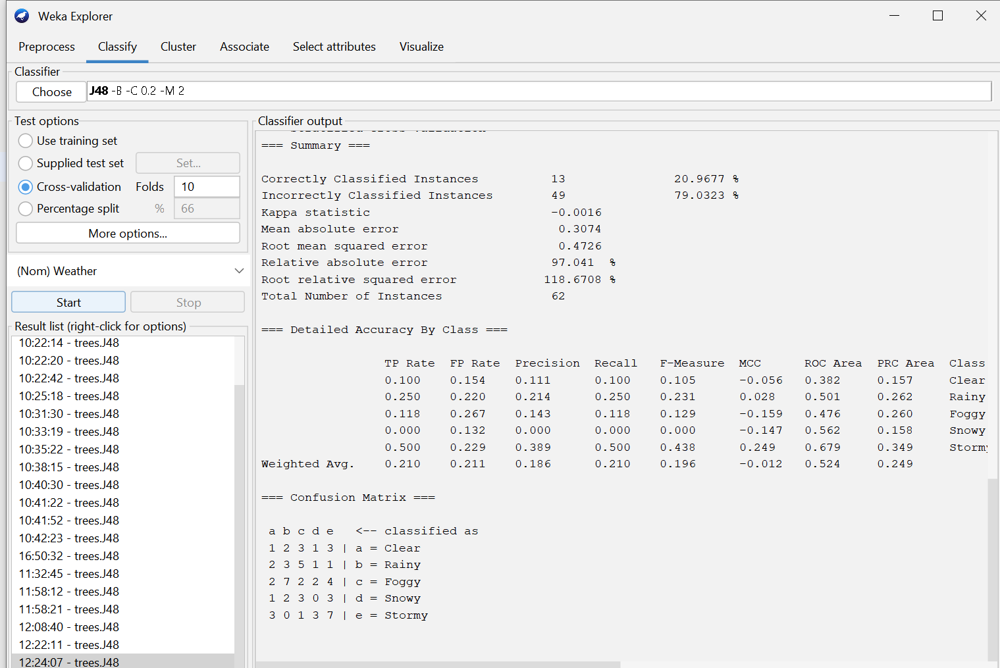 Weka Explorer
Preprocess Classify Cluster Associate Select attributes Visualize
Classifier
Choose J48 -B -C 0.2 -M 2
Test options
Use training set
Supplied test set Set...
Cross-validation Folds 10
Percentage split % 66
More options...
(Nom) Weather
Start Stop
Result list (right-click for options)
10:22:14 - trees.J48
10:22:20 - trees.J48
10:22:42 - trees.J48
10:25:18 - trees.J48
10:31:30 - trees.J48
10:33:19 - trees.J48
10:35:22 - trees.J48
10:38:15 - trees.J48
10:40:30 - trees.J48
10:41:22 - trees.J48
10:41:52 - trees.J48
10:42:23 - trees.J48
16:50:32 - trees.J48
11:32:45 - trees.J48
11:58:12 - trees.J48
11:58:21 - trees.J48
12:08:40 - trees.J48
12:22:11 - trees.J48
12:24:07 - trees.J48
Classifier output
=== Summary ===
Correctly Classified Instances 13 20.9677 %
Incorrectly Classified Instances 49 79.0323 %
Kappa statistic -0.0016
Mean absolute error 0.3074
Root mean squared error 0.4726
Relative absolute error 97.041 %
Root relative squared error 118.6708 %
Total Number of Instances 62
=== Detailed Accuracy By Class ===
TP Rate FP Rate Precision Recall F-Measure MCC ROC Area PRC Area Class
0.100 0.154 0.111 0.100 0.105 -0.056 0.382 0.157 Clear
0.250 0.220 0.214 0.250 0.231 0.028 0.501 0.262 Rainy
0.118 0.267 0.143 0.118 0.129 -0.159 0.476 0.260 Foggy
0.000 0.132 0.000 0.000 0.000 -0.147 0.562 0.158 Snowy
0.500 0.229 0.389 0.500 0.438 0.249 0.679 0.349 Stormy
Weighted Avg. 0.210 0.211 0.186 0.210 0.196 -0.012 0.524 0.249
=== Confusion Matrix ===
a b c d e <-- classified as
1 2 3 1 3 | a = Clear
2 3 5 1 1 | b = Rainy
2 7 2 2 4 | c = Foggy
1 2 3 0 3 | d = Snowy
3 0 1 3 7 | e = Stormy